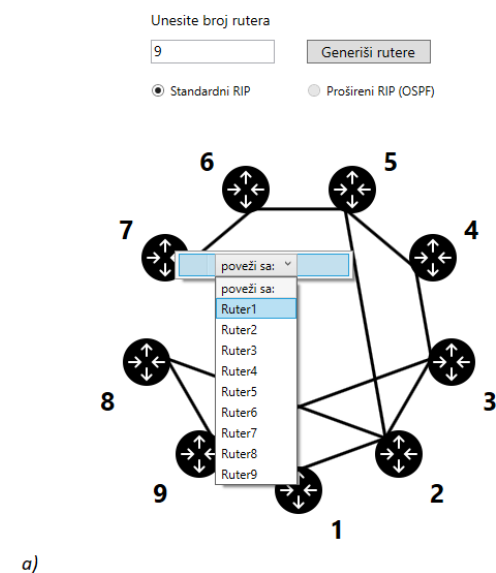 Unesite broj rutera
9
Generiši rutere
Standardni RIP
Prošireni RIP (OSPF)
6
5
7
4
poveži sa:
poveži sa:
Ruter1
Ruter2
Ruter3
Ruter4
Ruter5
Ruter6
Ruter7
Ruter8
Ruter9
8
3
9
2
1
a)